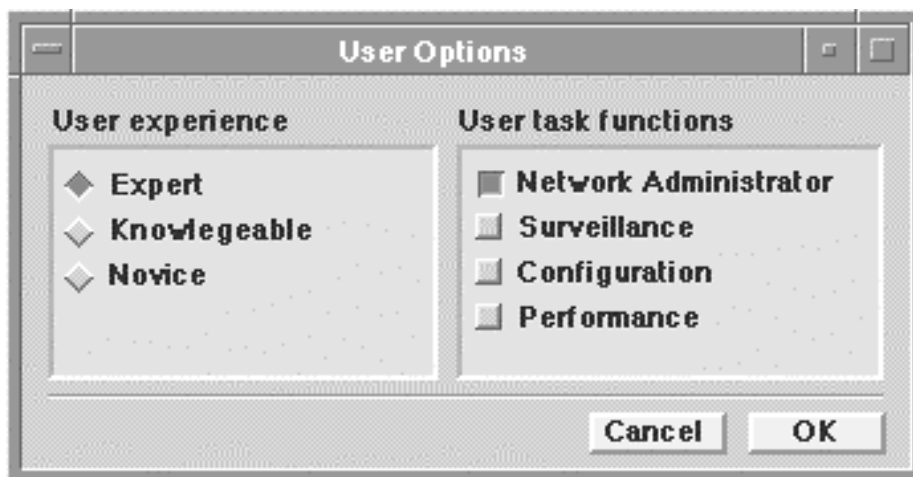 User Options
User experience
Expert
Knowlegeable
Novice
User task functions
Network Administrator
Surveillance
Configuration
Performance
Cancel
OK